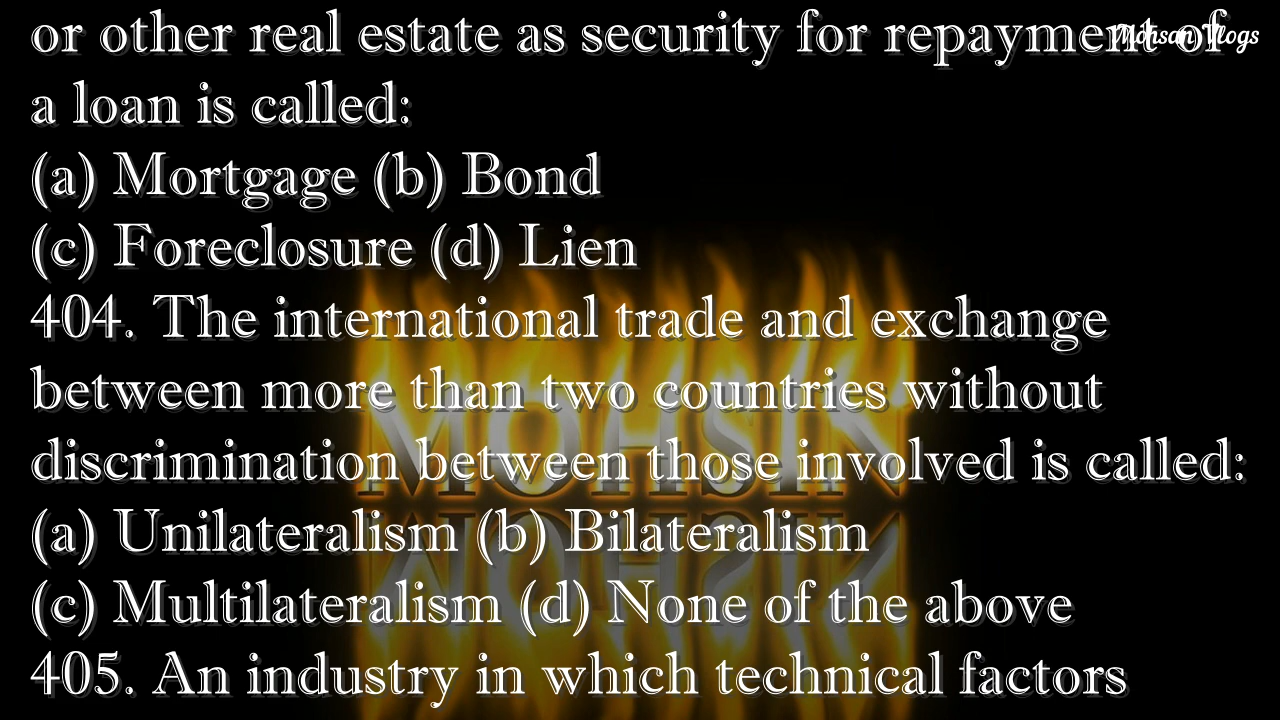 or other real estate as security for repayment of
Mohsan Vlogs
a loan is called:
(a) Mortgage (b) Bond
(c) Foreclosure (d) Lien
404. The international trade and exchange
between more than two countries without
discrimination between those involved is called:
MOHSIN
(a) Unilateralism (b) Bilateralism
(c) Multilateralism (d) None of the above
405. An industry in which technical factors